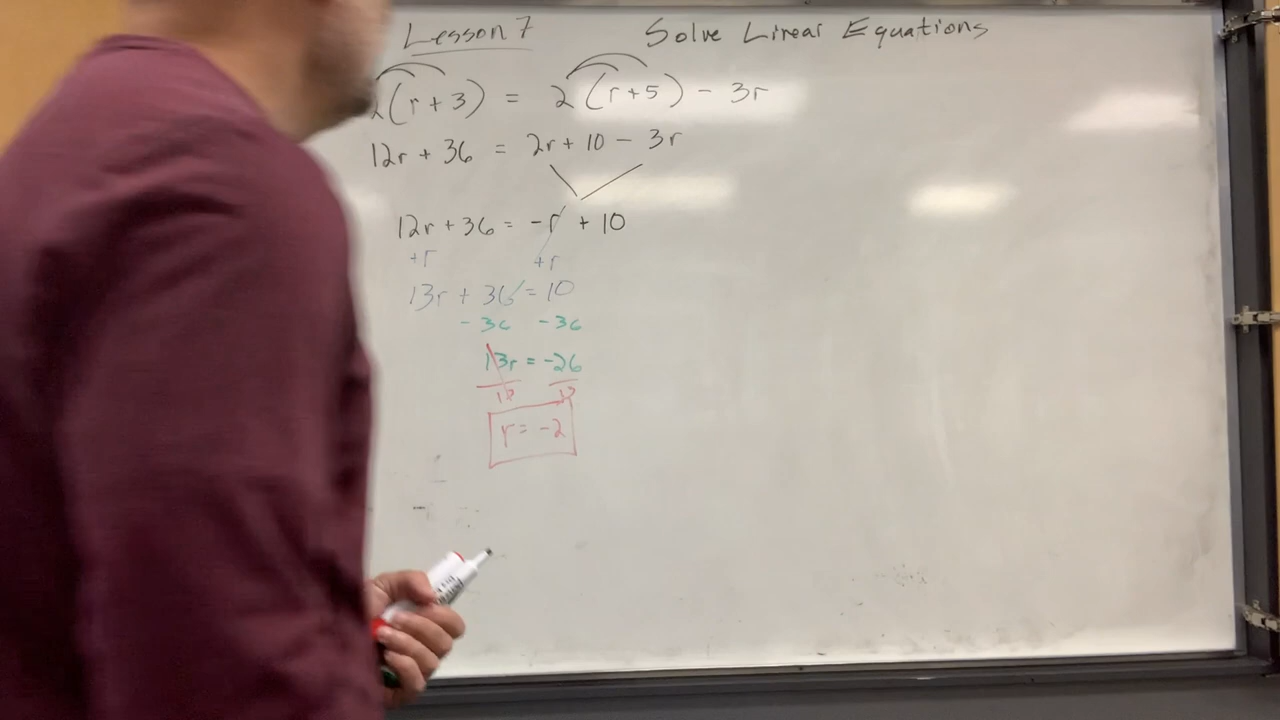 Lesson 7 Solve Linear Equations
2(r+3) = 2(r+5) - 3r
12r + 36 = 2r + 10 - 3r
12r + 36 = -r + 10
+r +r
13r + 36 = 10
- 36 - 36
13r = -26
13 13
r = -2